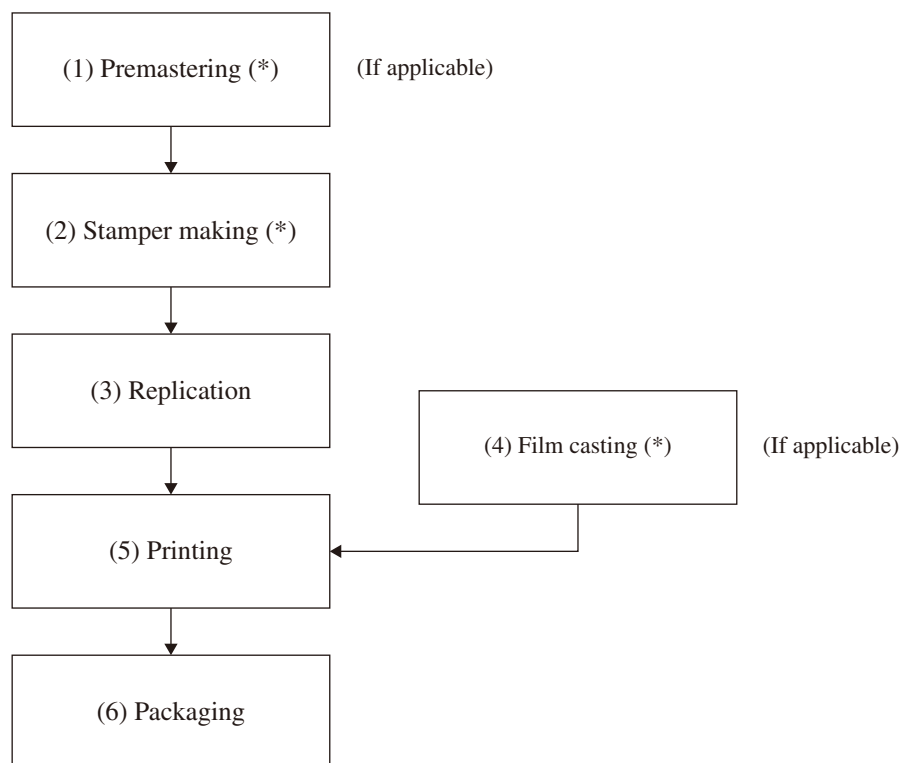 (1) Premastering (*)
(If applicable)
(2) Stamper making (*)
(3) Replication
(4) Film casting (*)
(If applicable)
(5) Printing
(6) Packaging